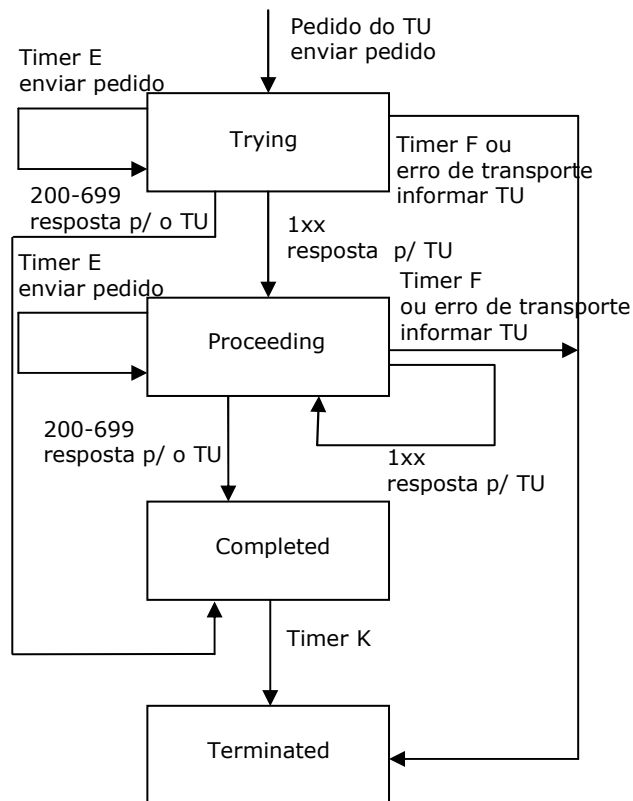 Pedido do TU
enviar pedido
Timer E
enviar pedido
Trying
Timer F ou
erro de transporte
informar TU
200-699
resposta p/ o TU
1xx
resposta p/ TU
Timer E
enviar pedido
Timer F
ou erro de transporte
informar TU
Proceeding
200-699
resposta p/ o TU
1xx
resposta p/ TU
Completed
Timer K
Terminated